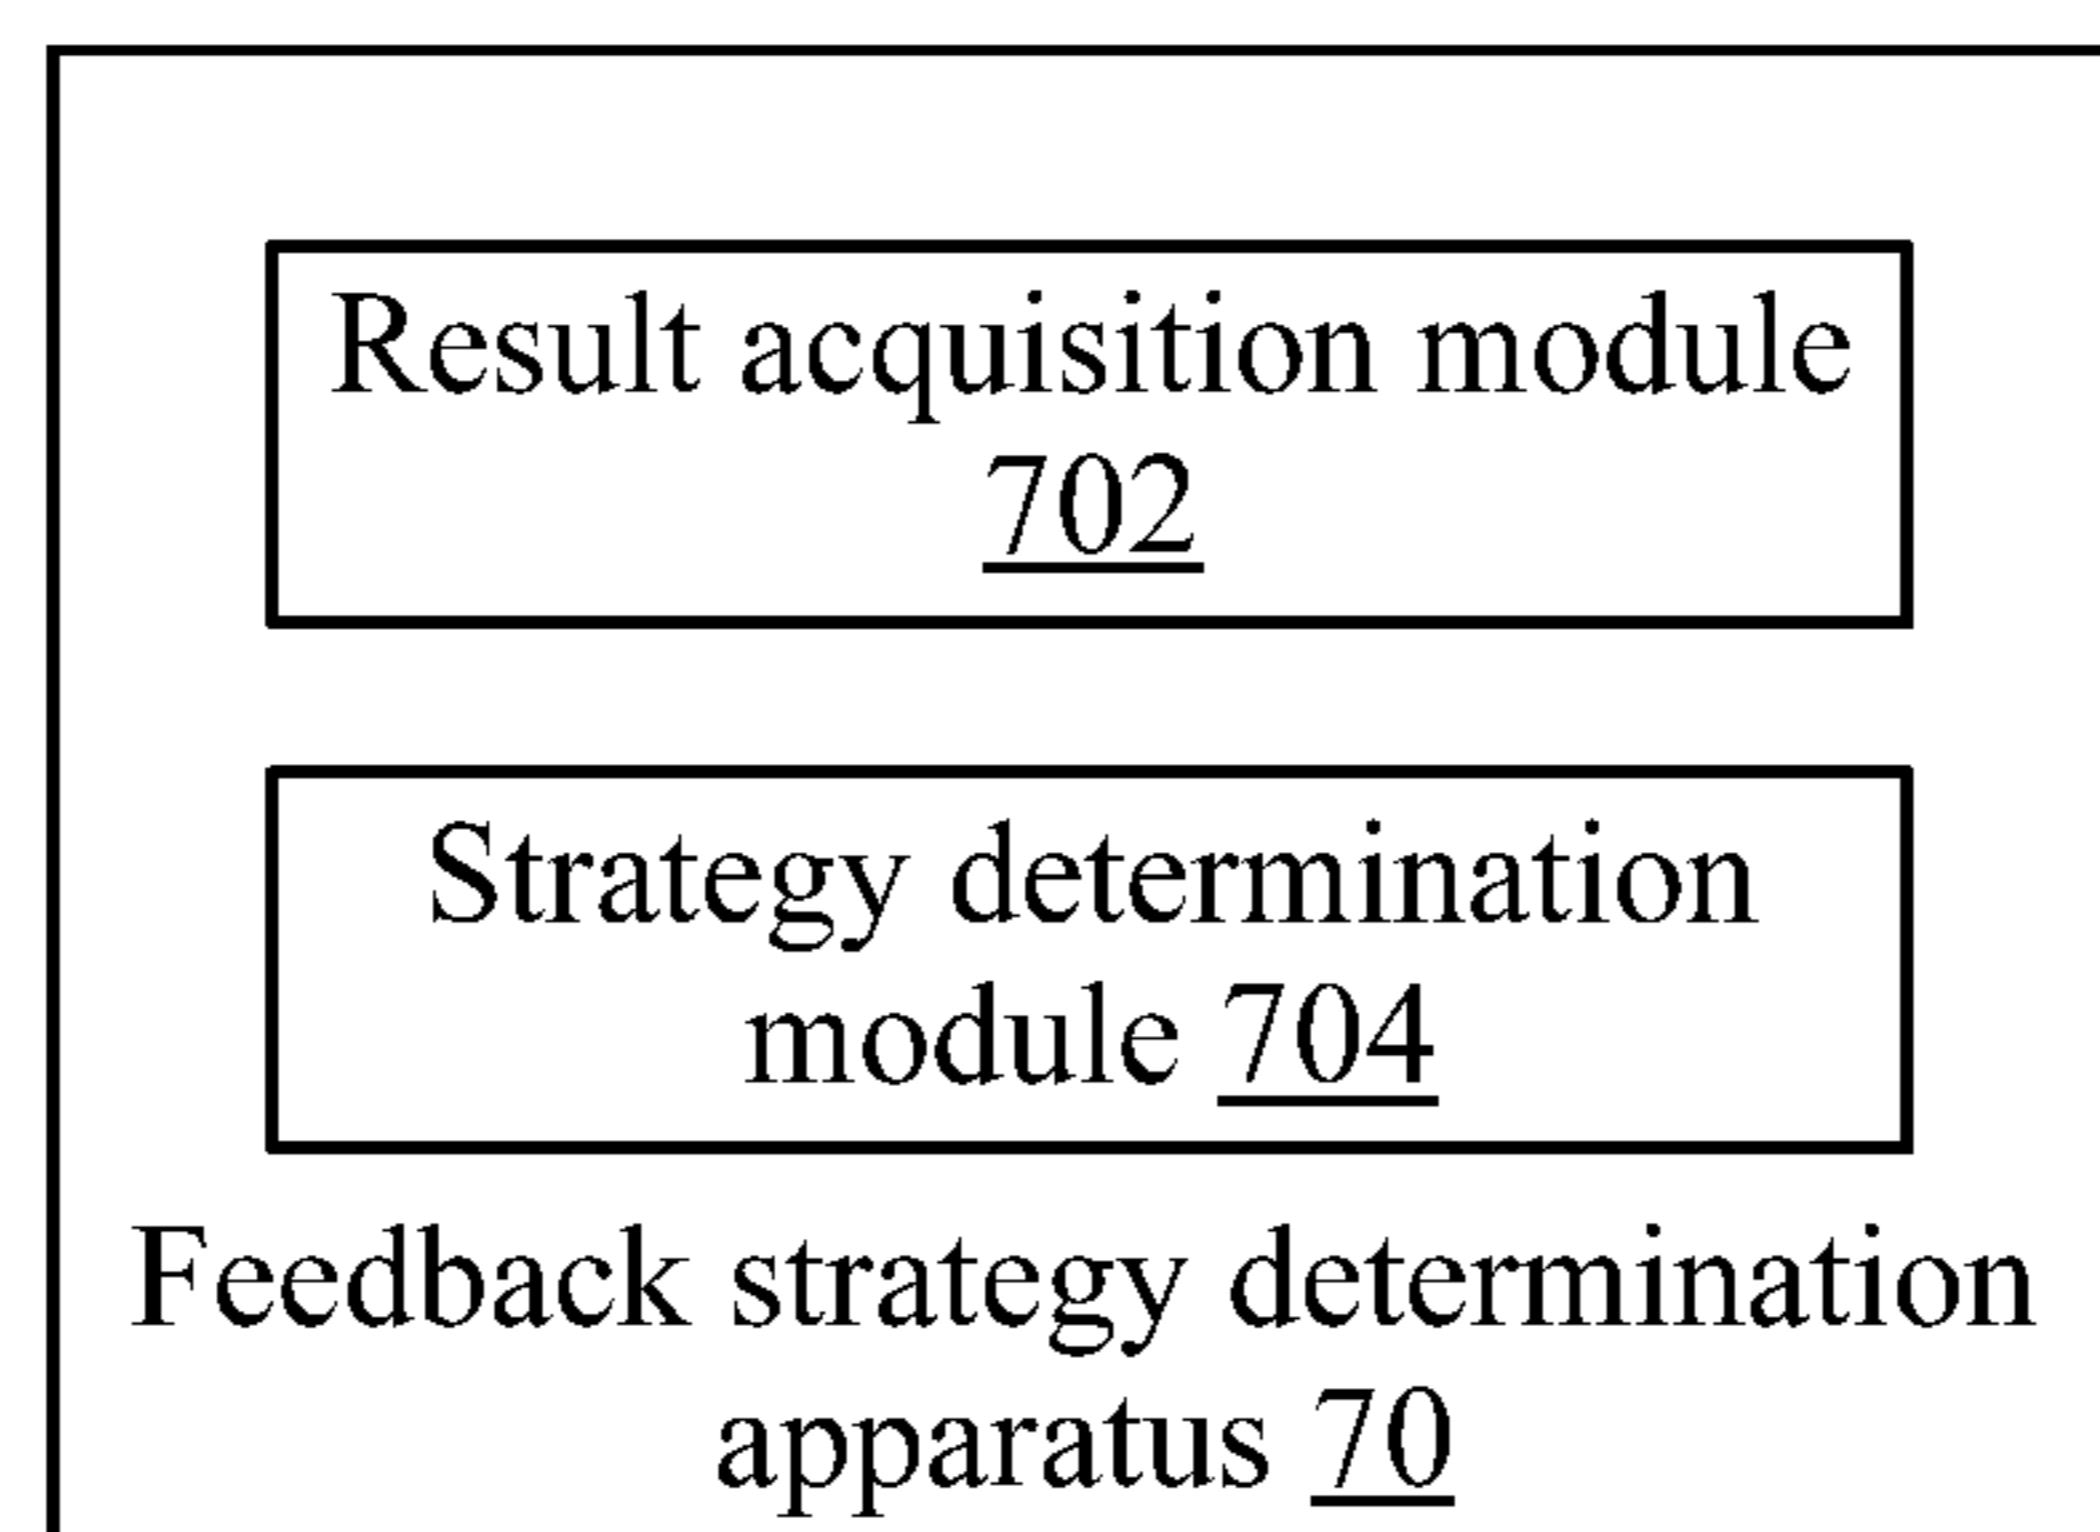 Result acquisition module
702
Strategy determination
module 704
Feedback strategy determination
apparatus 70